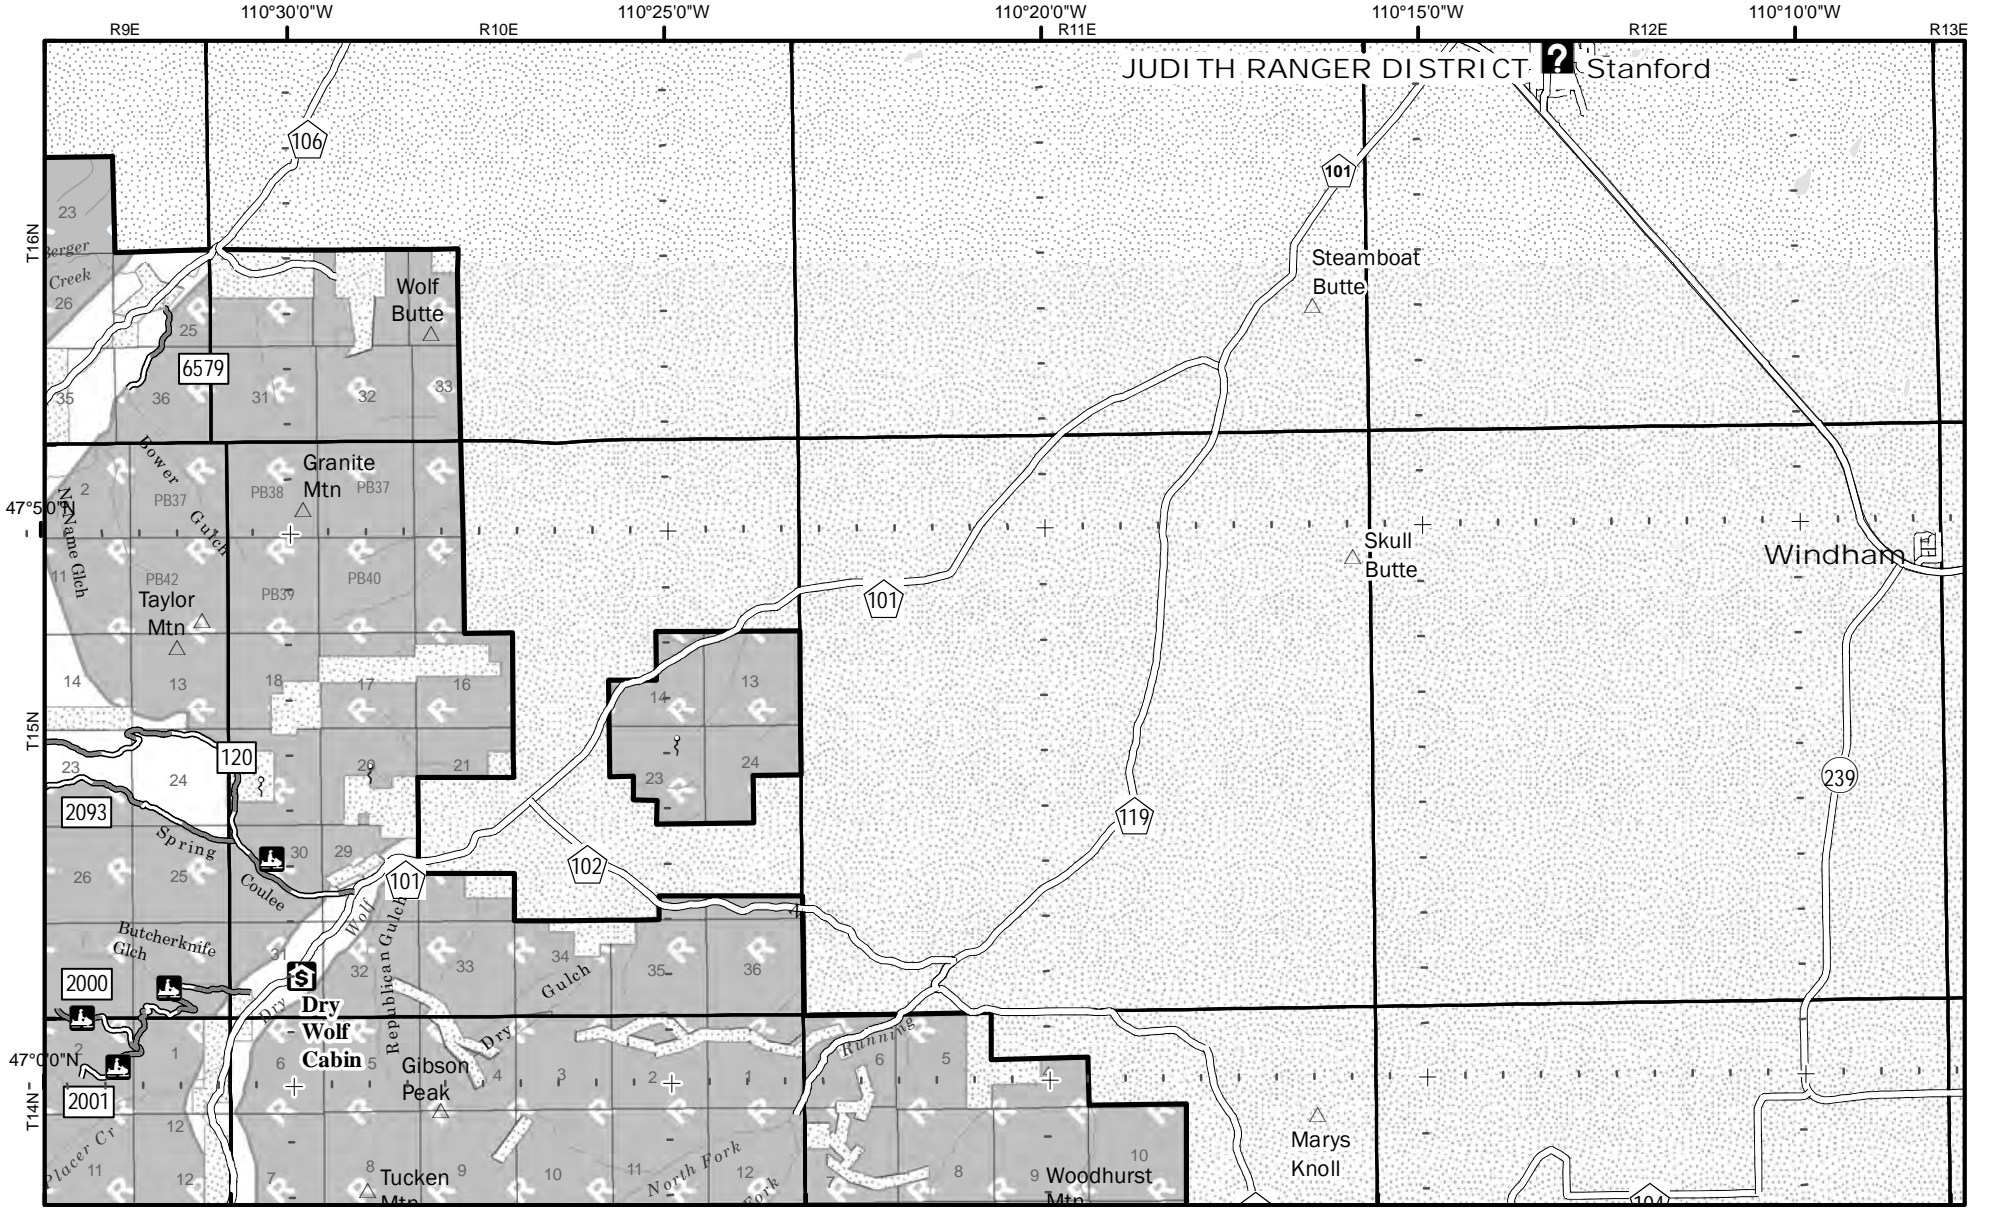 110°30'0"W
110°25'0"W
110°20'0"W
110°15'0"W
110°10'0"W
R9E
R10E
R11E
R12E
R13E
JUDITH RANGER DISTRICT
?
Stanford
106
101
23
T16N
Berger
Creek
26
Steamboat
Butte
Wolf
Butte
25
6579
35
36
31
32
33
Bower
Gulch
Granite
Mtn
2
PB37
PB38
PB37
47°5'0"N
No Name Glch
Skull
Butte
Windham
11
PB42
PB39
PB40
101
Taylor
Mtn
14
13
18
17
16
14
13
T15N
120
23
24
20
21
23
24
239
2093
119
Spring
Coulee
30
29
102
26
25
101
Wolf
Butcherknife
Glch
31
32
Republican Gulch
33
34
Gulch
35
36
2000
Dry
Dry
Wolf
Cabin
Dry
Running
2
1
6
5
4
3
2
1
6
5
47°0'0"N
Gibson
Peak
2001
T14N
12
Marys
Knoll
Placer Cr
11
12
7
8
9
10
11
North Fork
12
Fork
7
8
9
10
Tucken
Mtn
Woodhurst
Mtn
104